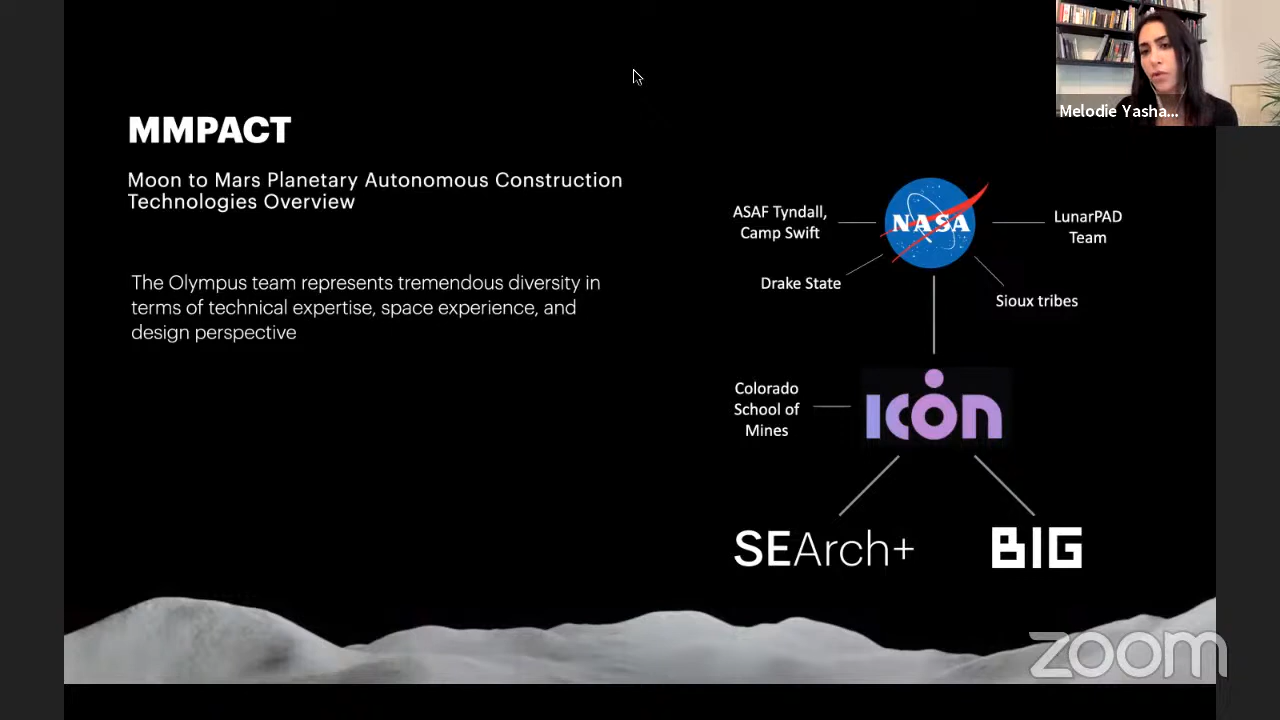 Melodie Yasha...
MMPACT
Moon to Mars Planetary Autonomous Construction
Technologies Overview
The Olympus team represents tremendous diversity in
terms of technical expertise, space experience, and
design perspective
ASAF Tyndall,
Camp Swift
NASA
LunarPAD
Team
Drake State
Sioux tribes
Colorado
School of
Mines
ICON
SEArch+
BIG
zoom